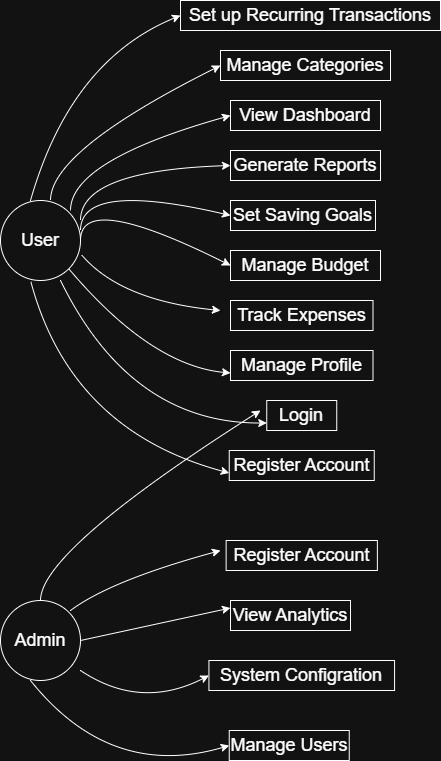 Set up Recurring Transactions
Manage Categories
View Dashboard
Generate Reports
Set Saving Goals
User
Manage Budget
Track Expenses
Manage Profile
Login
Register Account
Register Account
View Analytics
Admin
System Configration
Manage Users